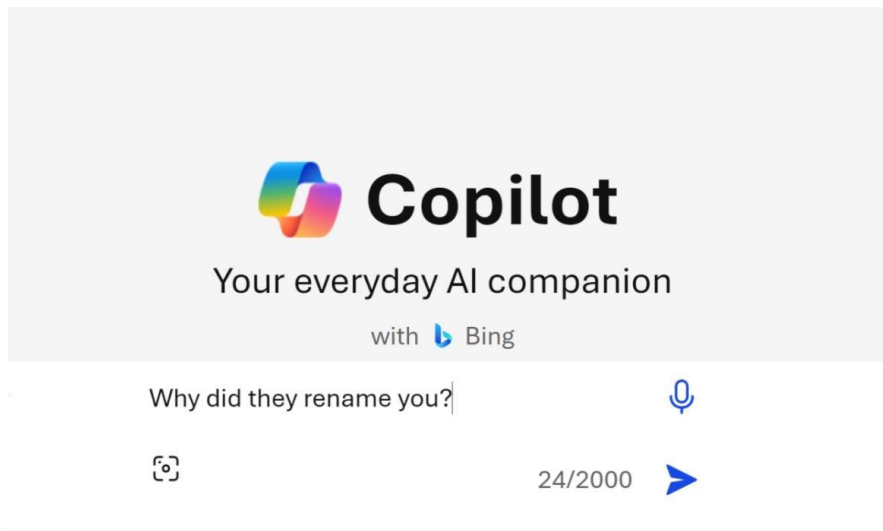 Copilot
Your everyday AI companion
with Bing
Why did they rename you?
24/2000